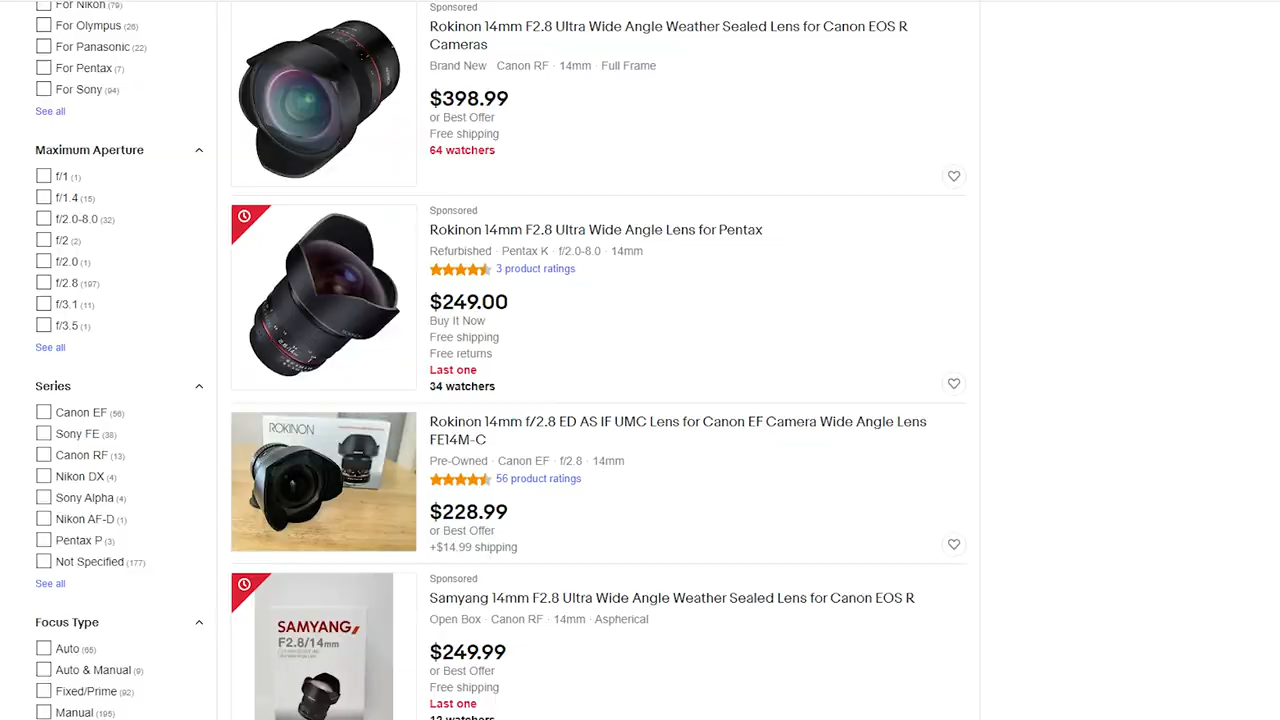 For Nikon (79)
For Olympus (26)
For Panasonic (22)
For Pentax (7)
For Sony (94)
See all
Maximum Aperture
f/1 (1)
f/1.4 (15)
f/2.0-8.0 (32)
f/2 (2)
f/2.0 (1)
f/2.8 (197)
f/3.1 (11)
f/3.5 (1)
See all
Series
Canon EF (56)
Sony FE (38)
Canon RF (13)
Nikon DX (4)
Sony Alpha (4)
Nikon AF-D (1)
Pentax P (3)
Not Specified (177)
See all
Focus Type
Auto (65)
Auto & Manual (9)
Fixed/Prime (92)
Manual (195)
Sponsored
Rokinon 14mm F2.8 Ultra Wide Angle Weather Sealed Lens for Canon EOS R
Cameras
Brand New · Canon RF · 14mm · Full Frame
$398.99
or Best Offer
Free shipping
64 watchers
Sponsored
Rokinon 14mm F2.8 Ultra Wide Angle Lens for Pentax
Refurbished · Pentax K · f/2.0-8.0 · 14mm
3 product ratings
$249.00
Buy It Now
Free shipping
Free returns
Last one
34 watchers
ROKINON
Rokinon 14mm f/2.8 ED AS IF UMC Lens for Canon EF Camera Wide Angle Lens
FE14M-C
Pre-Owned · Canon EF · f/2.8 · 14mm
56 product ratings
$228.99
or Best Offer
+$14.99 shipping
SAMYANG
F2.8/14mm
Sponsored
Samyang 14mm F2.8 Ultra Wide Angle Weather Sealed Lens for Canon EOS R
Open Box · Canon RF · 14mm · Aspherical
$249.99
or Best Offer
Free shipping
Last one
12 watchers